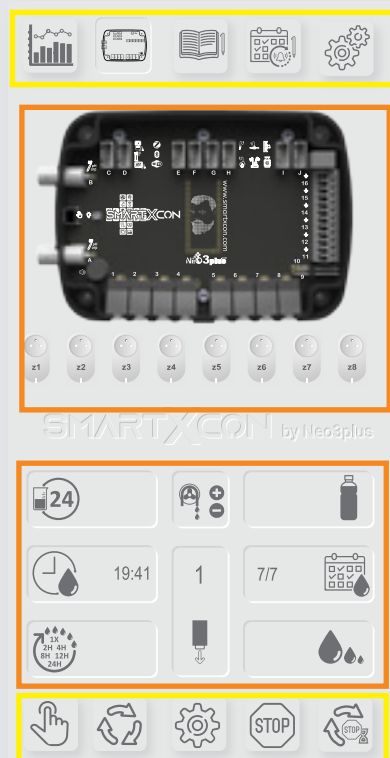 C D E F G H I J
B
16
15
www.smartxcon.com
14
SMARTXCON
13
12
Neo3plus
11
A
10
1 2 3 4 5 6 7 8 9
z1 z2 z3 z4 z5 z6 z7 z8
SMARTXCON by Neo3plus
24
19:41 1 7/7
1X
2H 4H
8H 12H
24H
STOP STOP